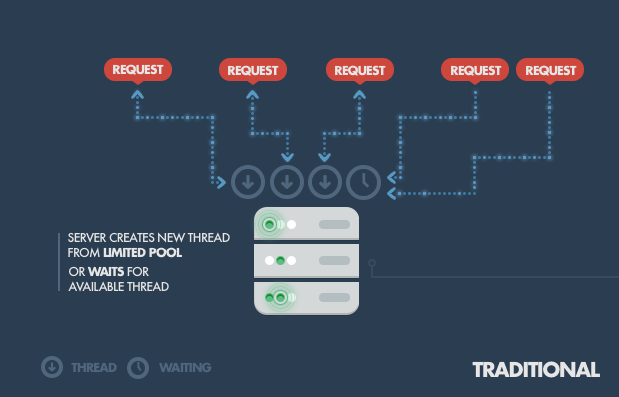 REQUEST REQUEST REQUEST REQUEST REQUEST
SERVER CREATES NEW THREAD
FROM LIMITED POOL
OR WAITS FOR
AVAILABLE THREAD
THREAD WAITING
TRADITIONAL